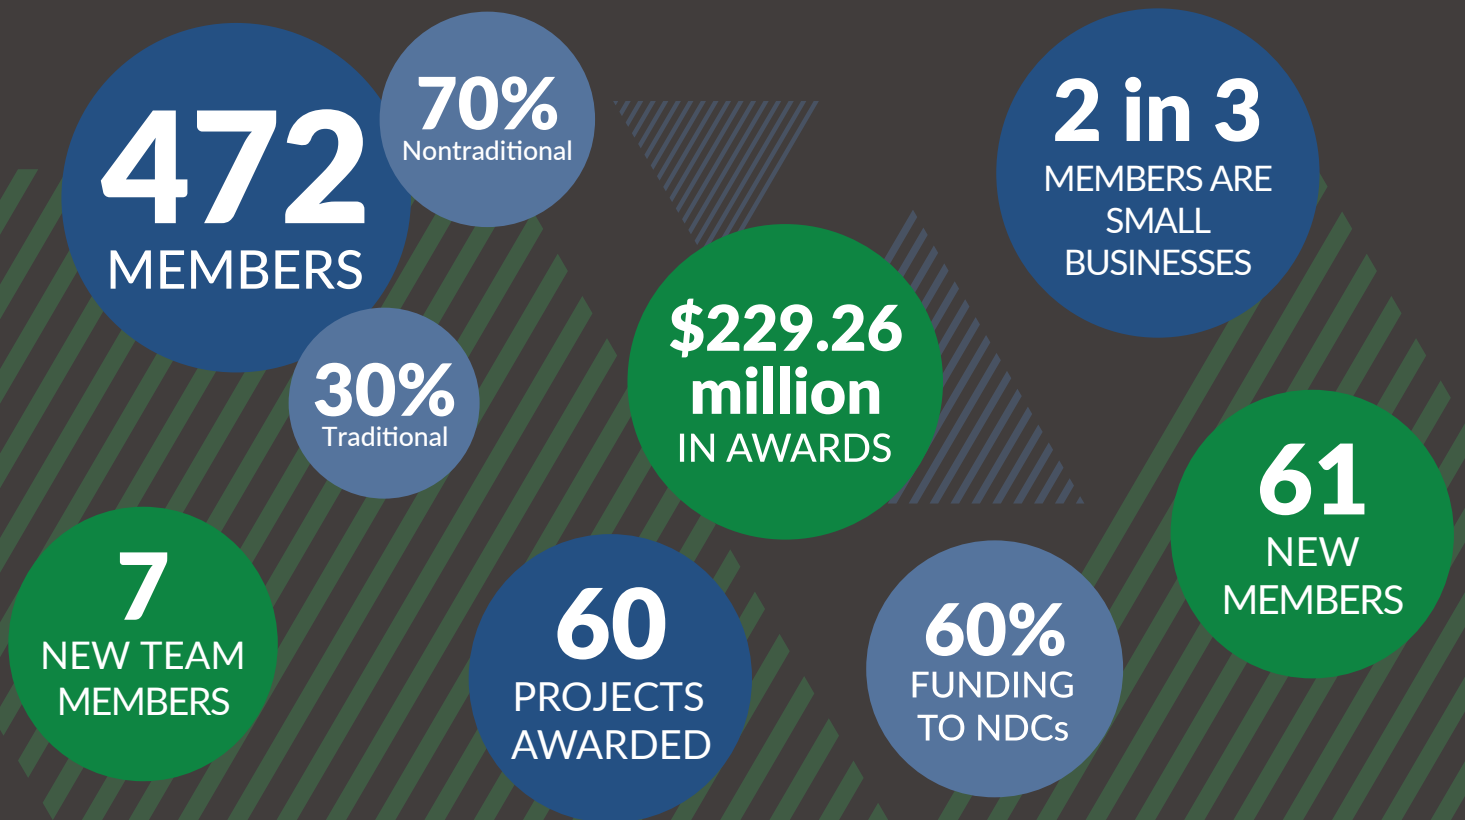 472
MEMBERS
70%
Nontraditional
30%
Traditional
2 in 3
MEMBERS ARE
SMALL
BUSINESSES
$229.26
million
IN AWARDS
61
NEW
MEMBERS
7
NEW TEAM
MEMBERS
60
PROJECTS
AWARDED
60%
FUNDING
TO NDCs